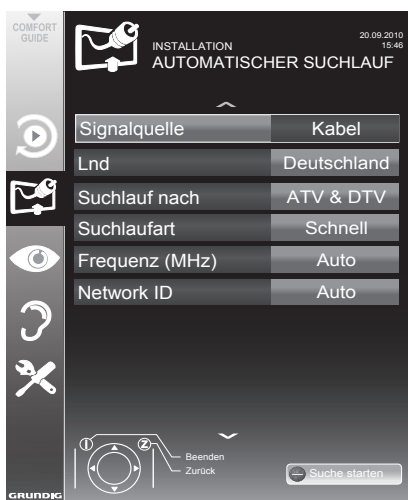 COMFORT
GUIDE
INSTALLATION
AUTOMATISCHER SUCHLAUF
20.09.2010
15:46
Signalquelle Kabel
Lnd Deutschland
Suchlauf nach ATV & DTV
Suchlaufart Schnell
Frequenz (MHz) Auto
Network ID Auto
Z
Beenden
Zurück
Suche starten
GRUNDIG